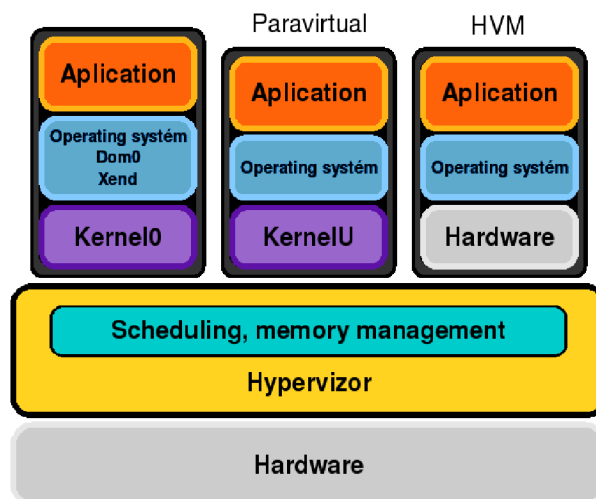 Paravirtual
HVM
Aplication
Operating systém
Dom0
Xend
Kernel0
Aplication
Operating systém
KernelU
Aplication
Operating systém
Hardware
Scheduling, memory management
Hypervizor
Hardware